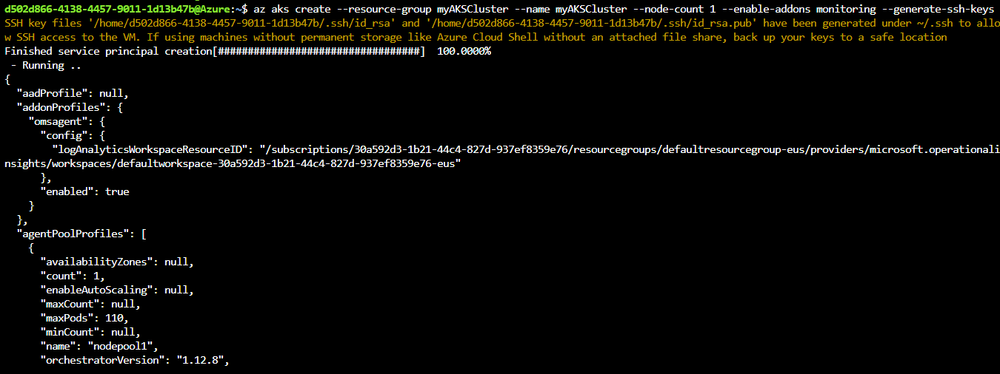 d502d866-4138-4457-9011-1d13b47b@Azure:~$ az aks create --resource-group myAKSCluster --name myAKSCluster --node-count 1 --enable-addons monitoring --generate-ssh-keys
SSH key files '/home/d502d866-4138-4457-9011-1d13b47b/.ssh/id_rsa' and '/home/d502d866-4138-4457-9011-1d13b47b/.ssh/id_rsa.pub' have been generated under ~/.ssh to allo
w SSH access to the VM. If using machines without permanent storage like Azure Cloud Shell without an attached file share, back up your keys to a safe location
Finished service principal creation[##################################]  100.0000%
 - Running ..
{
  "aadProfile": null,
  "addonProfiles": {
    "omsagent": {
      "config": {
        "logAnalyticsWorkspaceResourceID": "/subscriptions/30a592d3-1b21-44c4-827d-937ef8359e76/resourcegroups/defaultresourcegroup-eus/providers/microsoft.operationali
nsights/workspaces/defaultworkspace-30a592d3-1b21-44c4-827d-937ef8359e76-eus"
      },
      "enabled": true
    }
  },
  "agentPoolProfiles": [
    {
      "availabilityZones": null,
      "count": 1,
      "enableAutoScaling": null,
      "maxCount": null,
      "maxPods": 110,
      "minCount": null,
      "name": "nodepool1",
      "orchestratorVersion": "1.12.8",